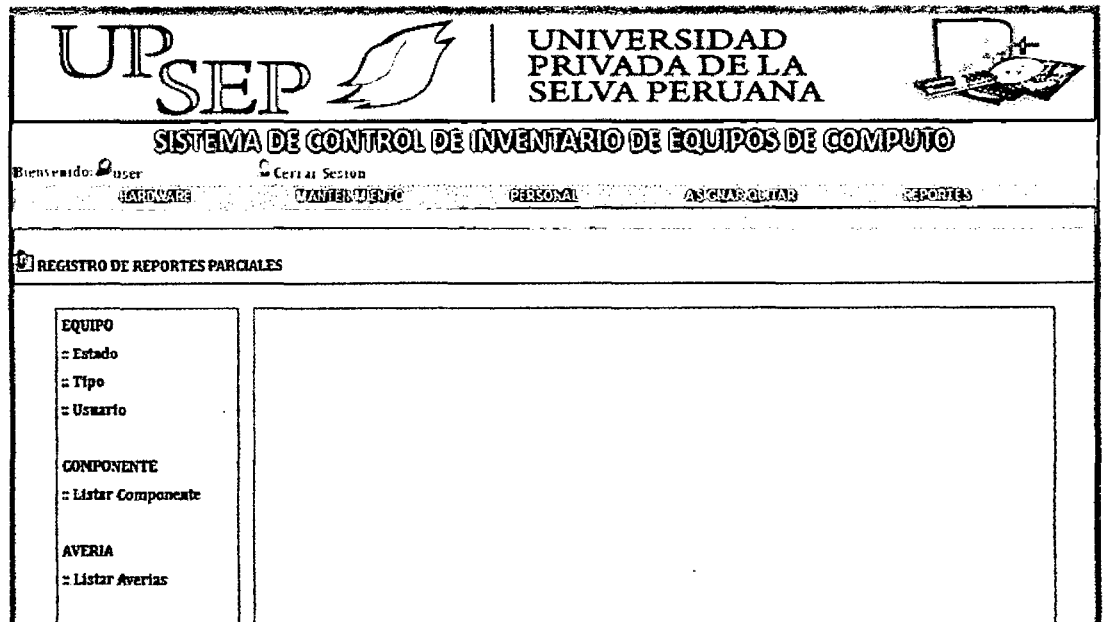 UPSEP
UNIVERSIDAD
PRIVADA DE LA
SELVA PERUANA
SISTEMA DE CONTROL DE INVENTARIO DE EQUIPOS DE COMPUTO
Bienvenido: user Cerrar Sesion
HARDWARE MANTENIMIENTO PERSONAL ASIGNAR/QUITAR REPORTES
REGISTRO DE REPORTES PARCIALES
EQUIPO
:: Estado
:: Tipo
:: Usuario
COMPONENTE
:: Listar Componente
AVERIA
:: Listar Averias